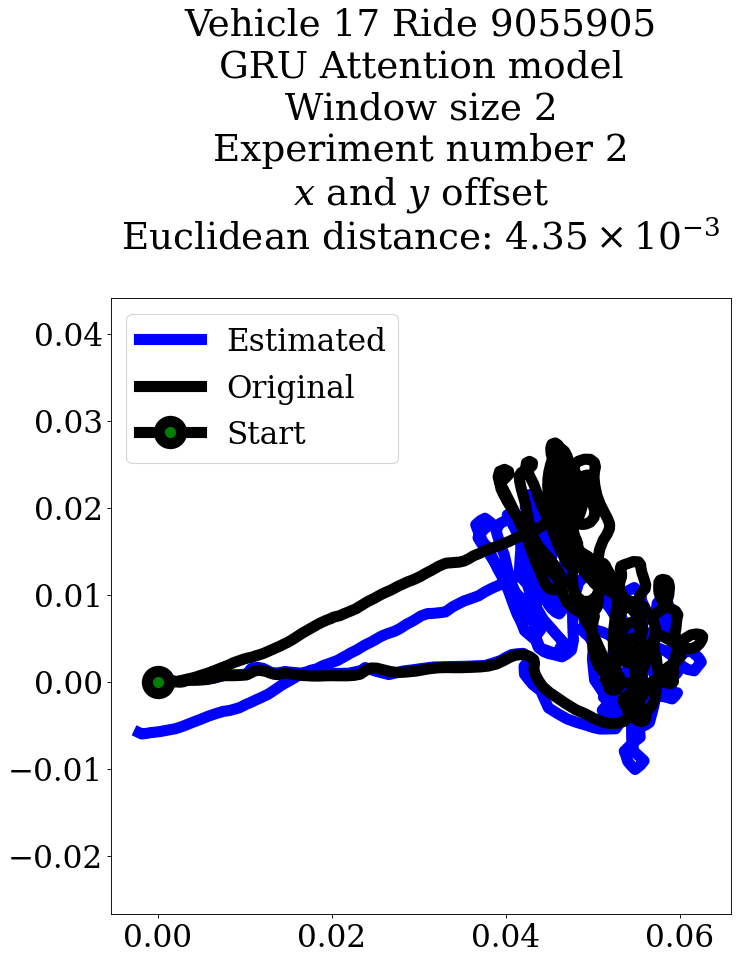 Vehicle 17 Ride 9055905
GRU Attention model
Window size 2
Experiment number 2
x and y offset
Euclidean distance: 4.35 × 10⁻³
Estimated
Original
Start
0.04
0.03
0.02
0.01
0.00
−0.01
−0.02
0.00 0.02 0.04 0.06